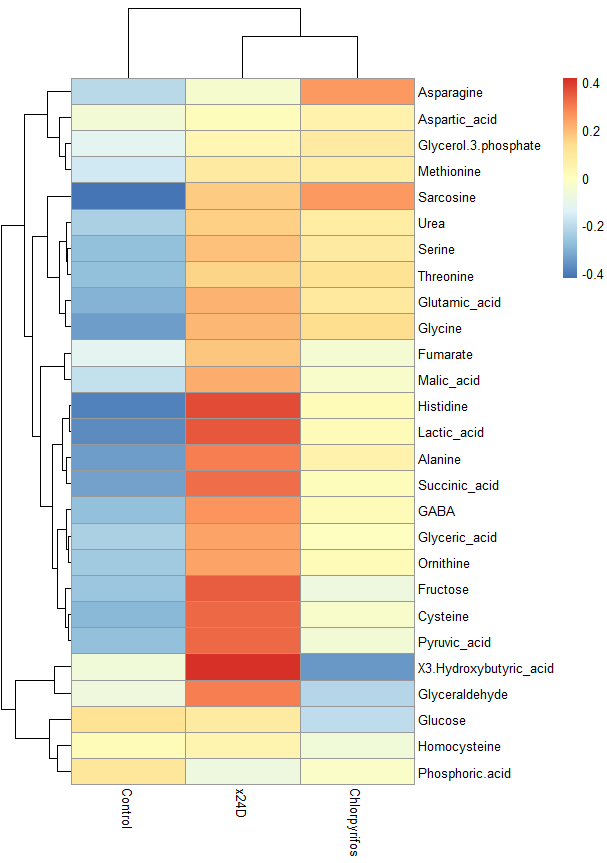 Asparagine
0.4
Aspartic_acid
0.2
Glycerol.3.phosphate
Methionine
0
Sarcosine
Urea
-0.2
Serine
Threonine
-0.4
Glutamic_acid
Glycine
Fumarate
Malic_acid
Histidine
Lactic_acid
Alanine
Succinic_acid
GABA
Glyceric_acid
Ornithine
Fructose
Cysteine
Pyruvic_acid
X3.Hydroxybutyric_acid
Glyceraldehyde
Glucose
Homocysteine
Phosphoric.acid
Control
x24D
Chlorpyrifos